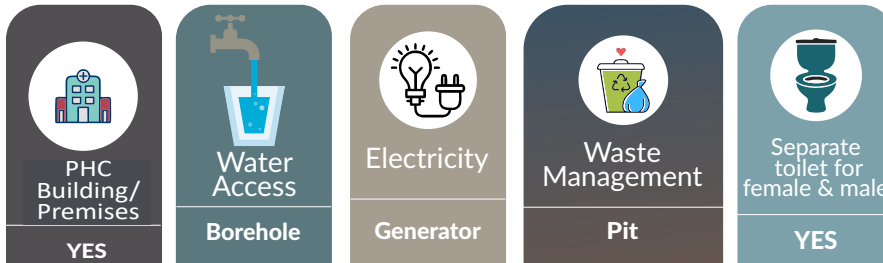 PHC
Building/
Premises
YES
Water
Access
Borehole
Electricity
Generator
Waste
Management
Pit
Separate
toilet for
female & male
YES